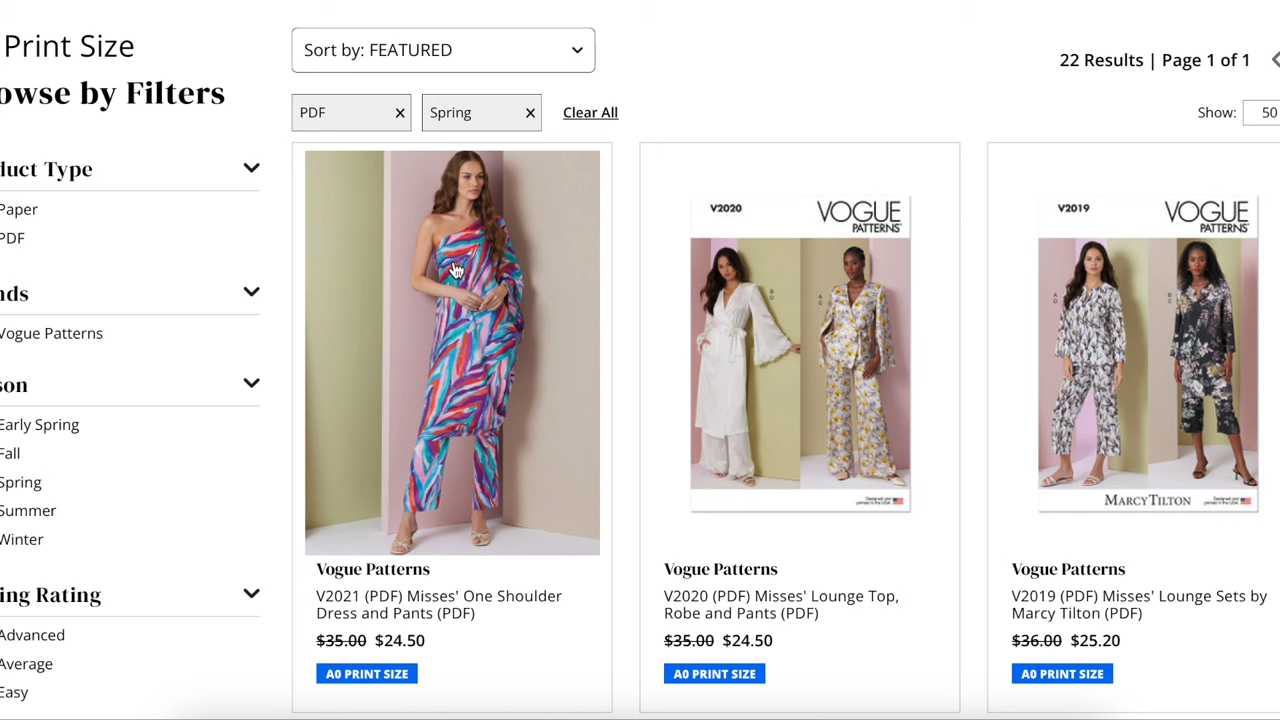 Print Size
owse by Filters
Sort by: FEATURED
22 Results | Page 1 of 1
PDF
Spring
Clear All
Show: 50
duct Type
Paper
PDF
nds
Vogue Patterns
son
Early Spring
Fall
Spring
Summer
Winter
ing Rating
Advanced
Average
Easy
Vogue Patterns
V2021 (PDF) Misses' One Shoulder
Dress and Pants (PDF)
$35.00 $24.50
A0 PRINT SIZE
V2020
VOGUE
PATTERNS
Vogue Patterns
V2020 (PDF) Misses' Lounge Top,
Robe and Pants (PDF)
$35.00 $24.50
A0 PRINT SIZE
V2019
VOGUE
PATTERNS
MARCY TILTON
Vogue Patterns
V2019 (PDF) Misses' Lounge Sets by
Marcy Tilton (PDF)
$36.00 $25.20
A0 PRINT SIZE